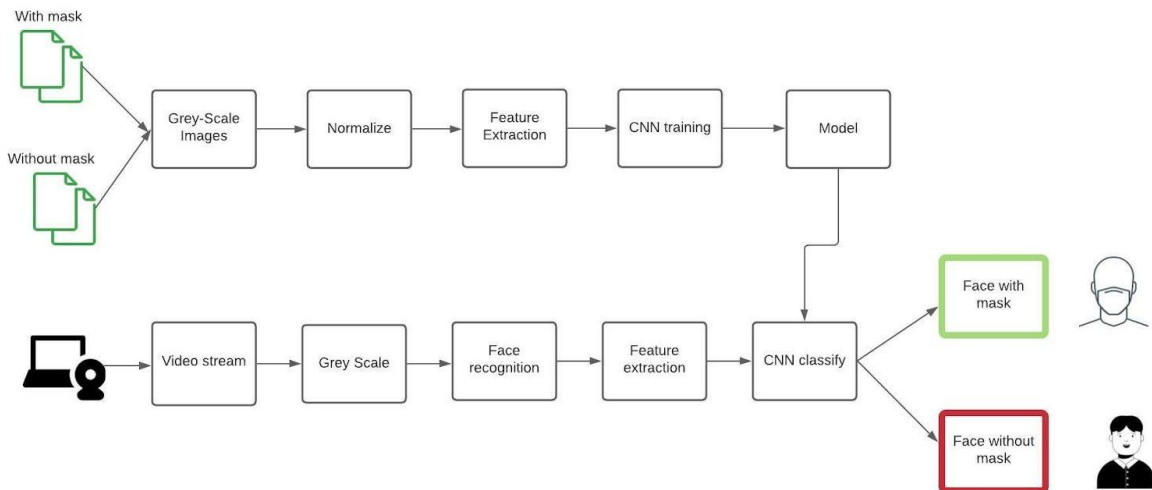 With mask
Without mask
Grey-Scale
Images
Normalize
Feature
Extraction
CNN training
Model
Video stream
Grey Scale
Face
recognition
Feature
extraction
CNN classify
Face with
mask
Face without
mask